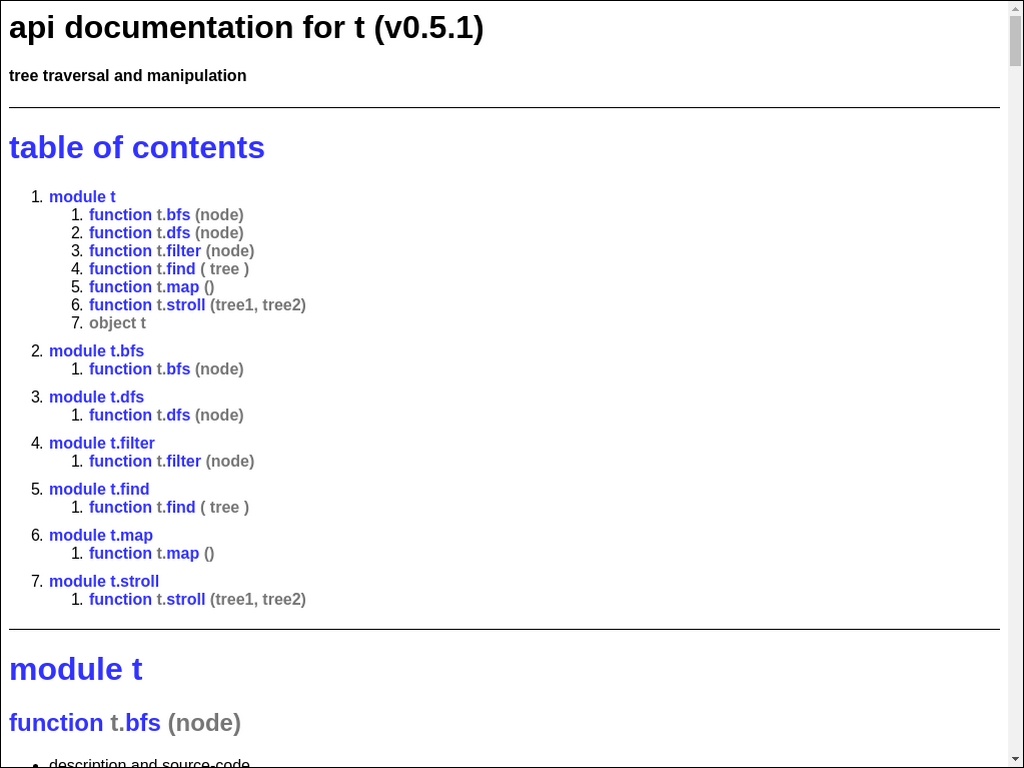 api documentation for t (v0.5.1)
tree traversal and manipulation
table of contents
1. module t
1. function t.bfs (node)
2. function t.dfs (node)
3. function t.filter (node)
4. function t.find ( tree )
5. function t.map ()
6. function t.stroll (tree1, tree2)
7. object t
2. module t.bfs
1. function t.bfs (node)
3. module t.dfs
1. function t.dfs (node)
4. module t.filter
1. function t.filter (node)
5. module t.find
1. function t.find ( tree )
6. module t.map
1. function t.map ()
7. module t.stroll
1. function t.stroll (tree1, tree2)
module t
function t.bfs (node)
• description and source-code